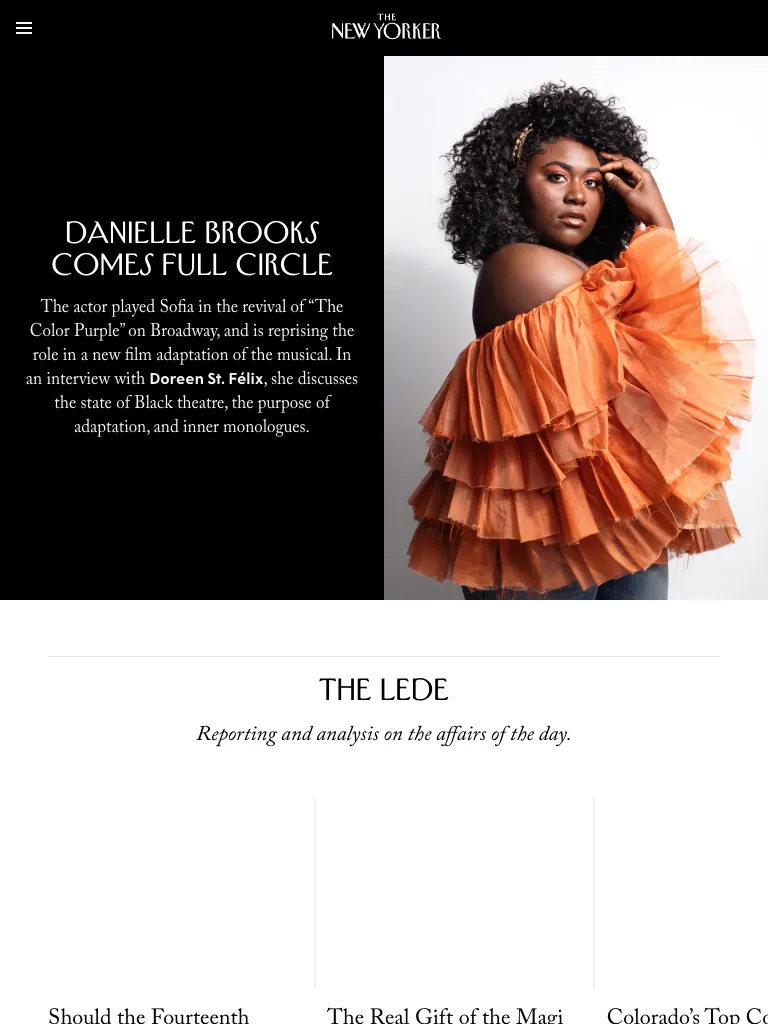 THE
NEW YORKER
DANIELLE BROOKS
COMES FULL CIRCLE
The actor played Sofia in the revival of “The
Color Purple” on Broadway, and is reprising the
role in a new film adaptation of the musical. In
an interview with Doreen St. Félix, she discusses
the state of Black theatre, the purpose of
adaptation, and inner monologues.
THE LEDE
Reporting and analysis on the affairs of the day.
Should the Fourteenth
The Real Gift of the Magi
Colorado’s Top